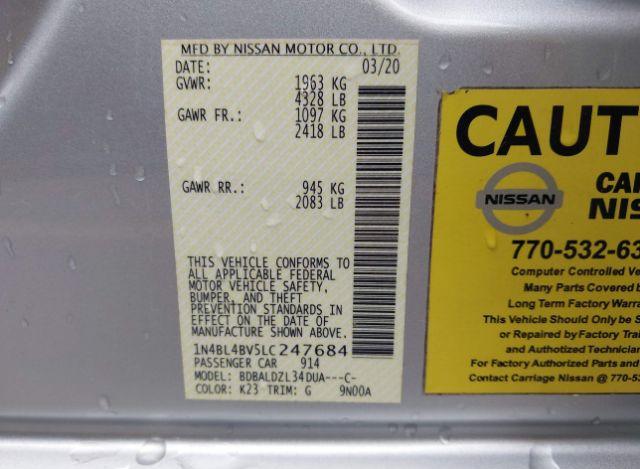 MFD BY NISSAN MOTOR CO., LTD.
DATE: 03/20
GVWR: 1963 KG
4328 LB
GAWR FR.: 1097 KG
2418 LB
GAWR RR.: 945 KG
2083 LB
THIS VEHICLE CONFORMS TO
ALL APPLICABLE FEDERAL
MOTOR VEHICLE SAFETY,
BUMPER, AND THEFT
PREVENTION STANDARDS IN
EFFECT ON THE DATE OF
MANUFACTURE SHOWN ABOVE.
1N4BL4BV5LC247684
PASSENGER CAR 914
MODEL: BDBALDZL34DUA---C-
COLOR: K23 TRIM: G 9N00A
CAUT
NISSAN
CAR
NIS
770-532-63
Computer Controlled Ve
Many Parts Covered b
Long Term Factory Warra
This Vehicle Should Only be S
or Repaired by Factory Trai
and Authotized Technician
For Factory Authorized Parts and
Contact Carriage Nissan @ 770-53